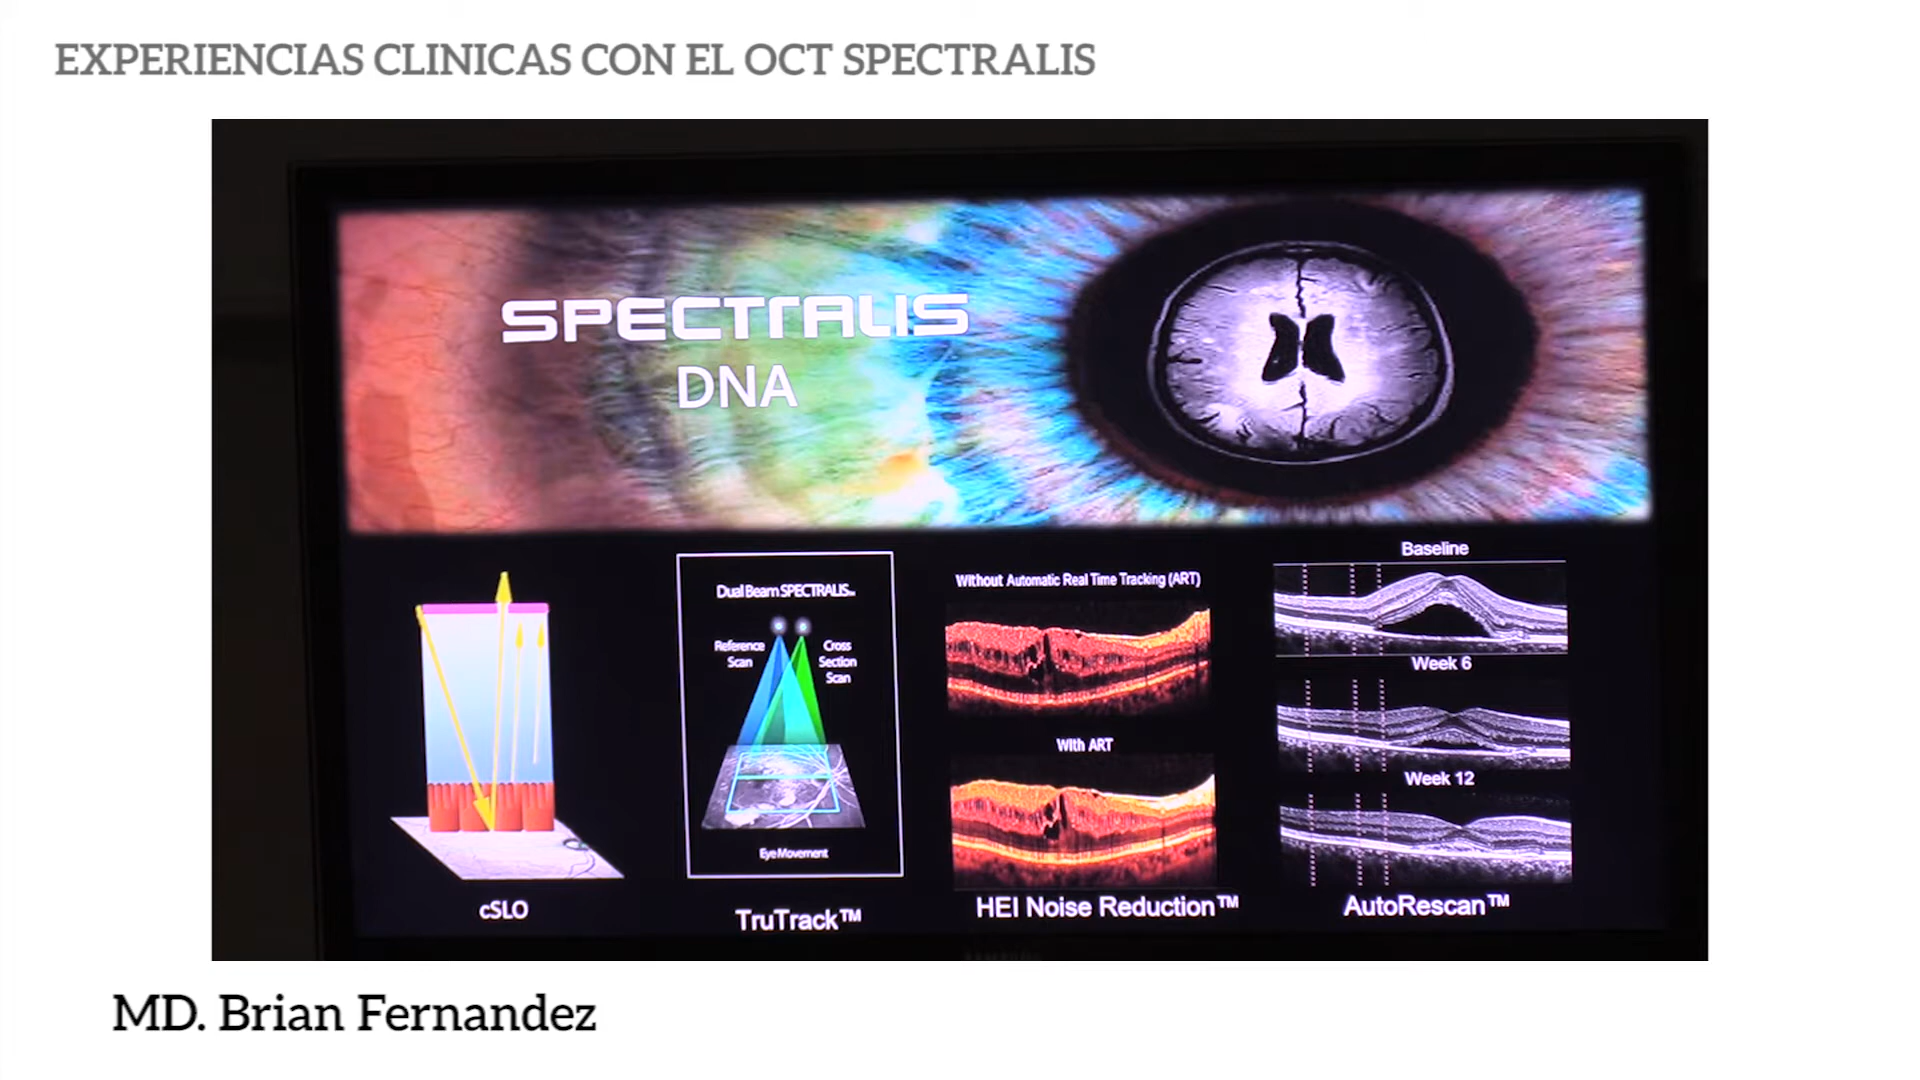 EXPERIENCIAS CLINICAS CON EL OCT SPECTRALIS
SPECTRALIS
DNA
cSLO
Dual Beam SPECTRALIS
Reference
Scan
Cross
Section
Scan
Eye Movement
TruTrack™
Without Automatic Real Time Tracking (ART)
With ART
HEI Noise Reduction™
Baseline
Week 6
Week 12
AutoRescan™
MD. Brian Fernandez